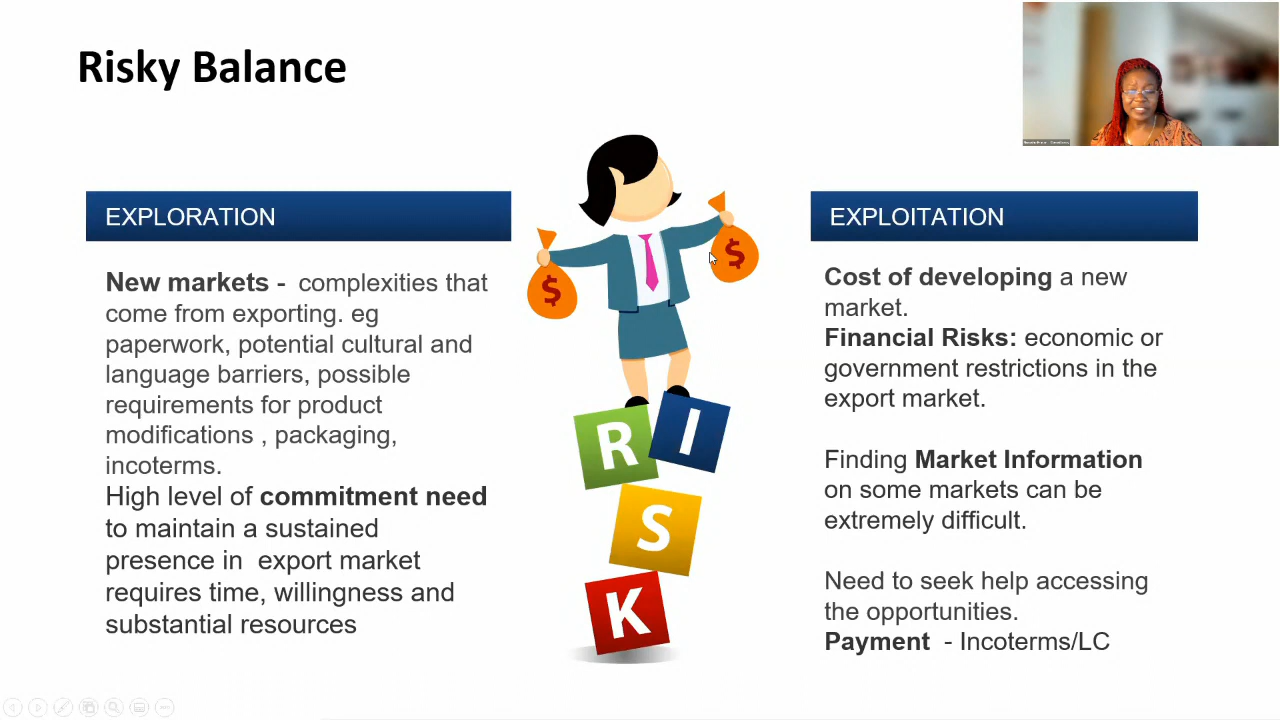 Risky Balance
EXPLORATION
New markets - complexities that
come from exporting. eg
paperwork, potential cultural and
language barriers, possible
requirements for product
modifications , packaging,
incoterms.
High level of commitment need
to maintain a sustained
presence in export market
requires time, willingness and
substantial resources
$
$
R I
S
K
EXPLOITATION
Cost of developing a new
market.
Financial Risks: economic or
government restrictions in the
export market.
Finding Market Information
on some markets can be
extremely difficult.
Need to seek help accessing
the opportunities.
Payment - Incoterms/LC